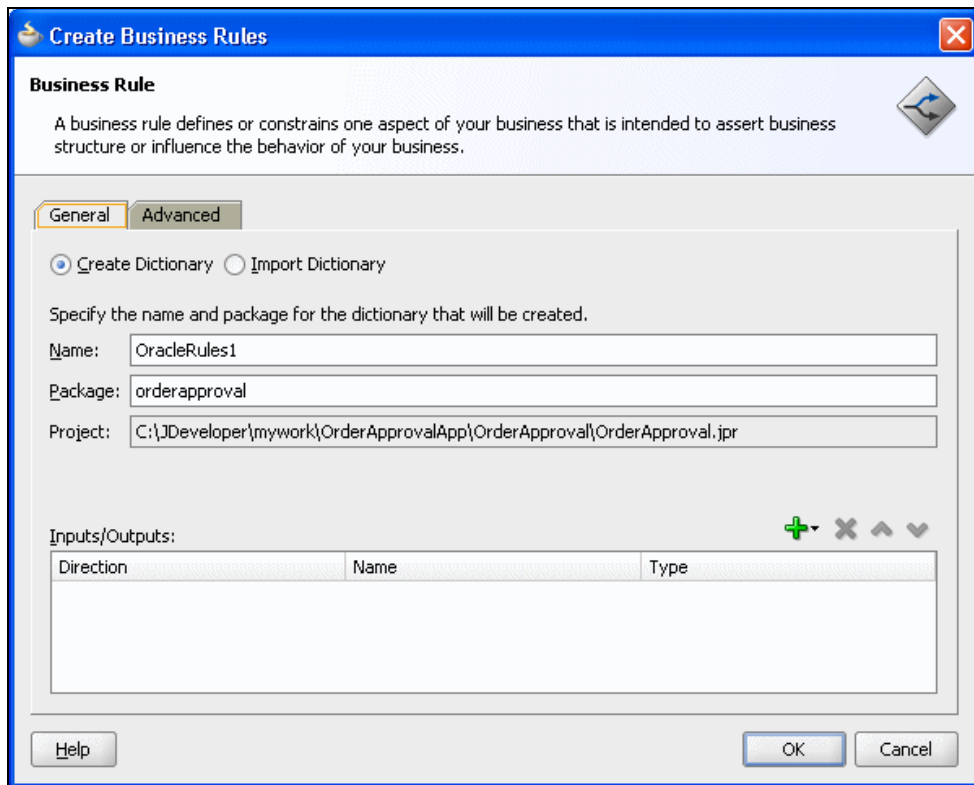 Create Business Rules
Business Rule
A business rule defines or constrains one aspect of your business that is intended to assert business
structure or influence the behavior of your business.
General Advanced
Create Dictionary Import Dictionary
Specify the name and package for the dictionary that will be created.
Name: OracleRules1
Package: orderapproval
Project: C:\JDeveloper\mywork\OrderApprovalApp\OrderApproval\OrderApproval.jpr
Inputs/Outputs:
Direction Name Type
Help OK Cancel